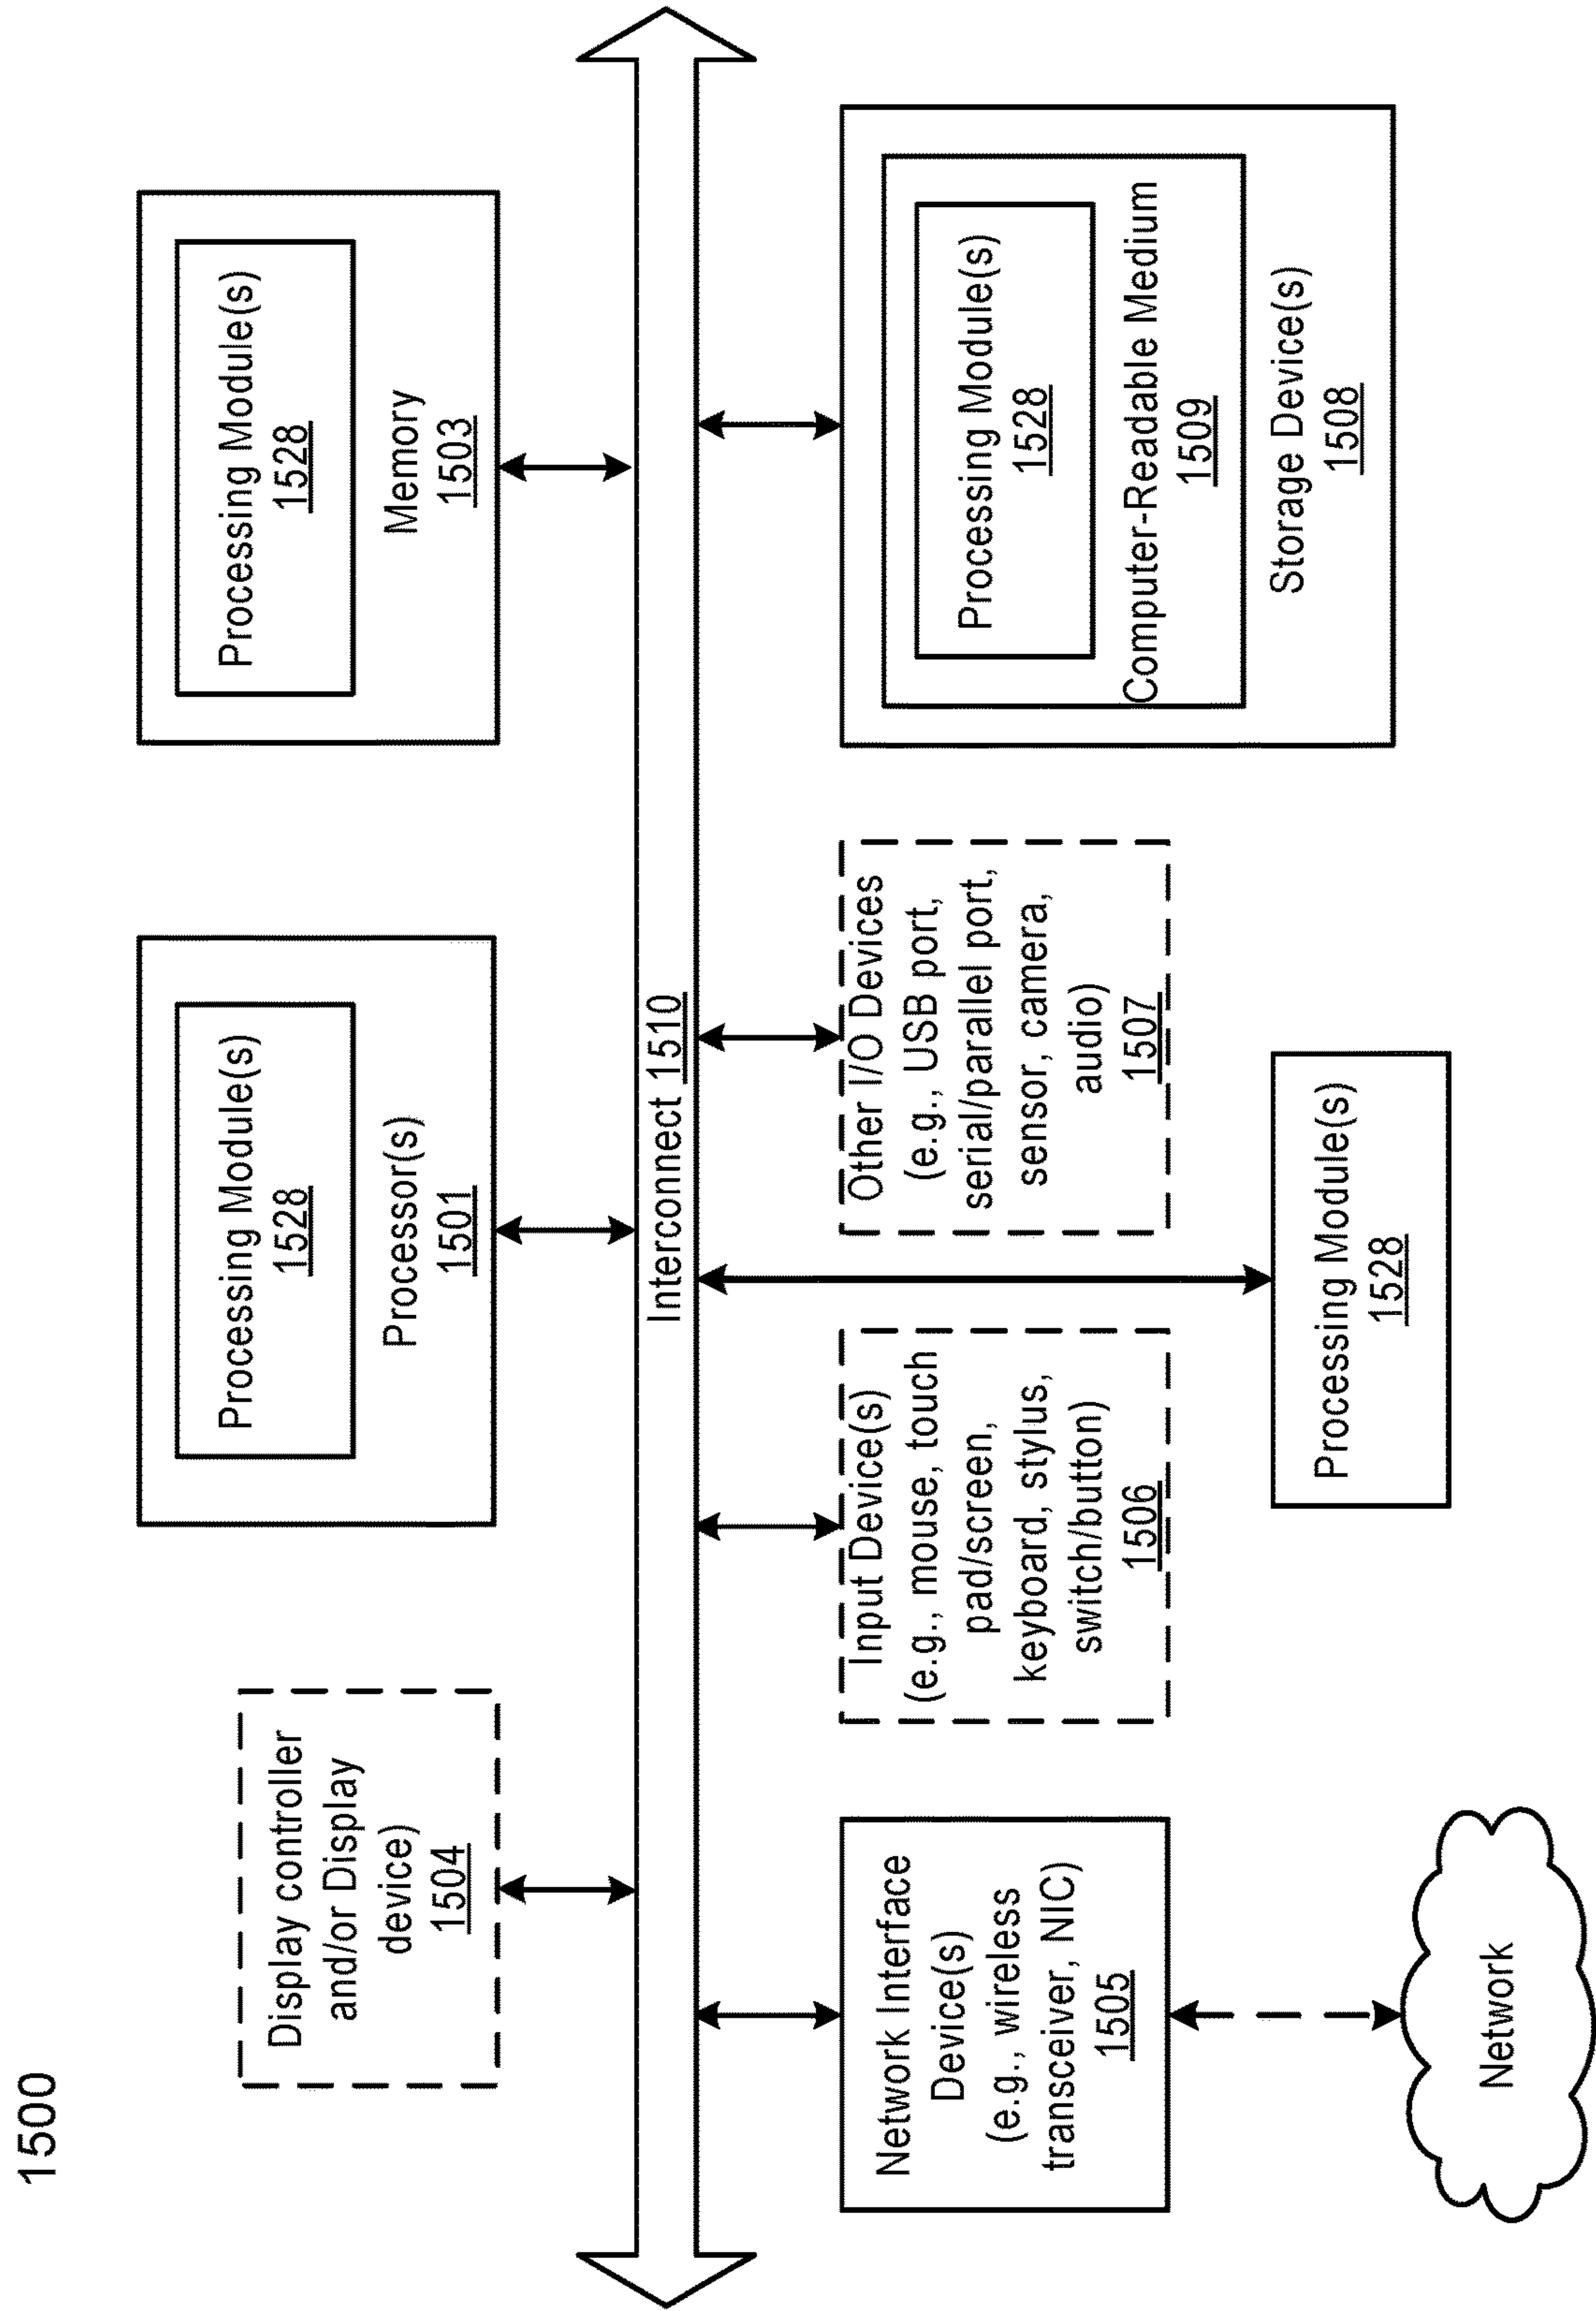 1500
Display controller
and/or Display
device)
1504
Processing Module(s)
1528
Processor(s)
1501
Processing Module(s)
1528
Memory
1503
Interconnect 1510
Network Interface
Device(s)
(e.g., wireless
transceiver, NIC)
1505
Input Device(s)
(e.g., mouse, touch
pad/screen,
keyboard, stylus,
switch/button)
1506
Other I/O Devices
(e.g., USB port,
serial/parallel port,
sensor, camera,
audio)
1507
Processing Module(s)
1528
Computer-Readable Medium
1509
Storage Device(s)
1508
Processing Module(s)
1528
Network